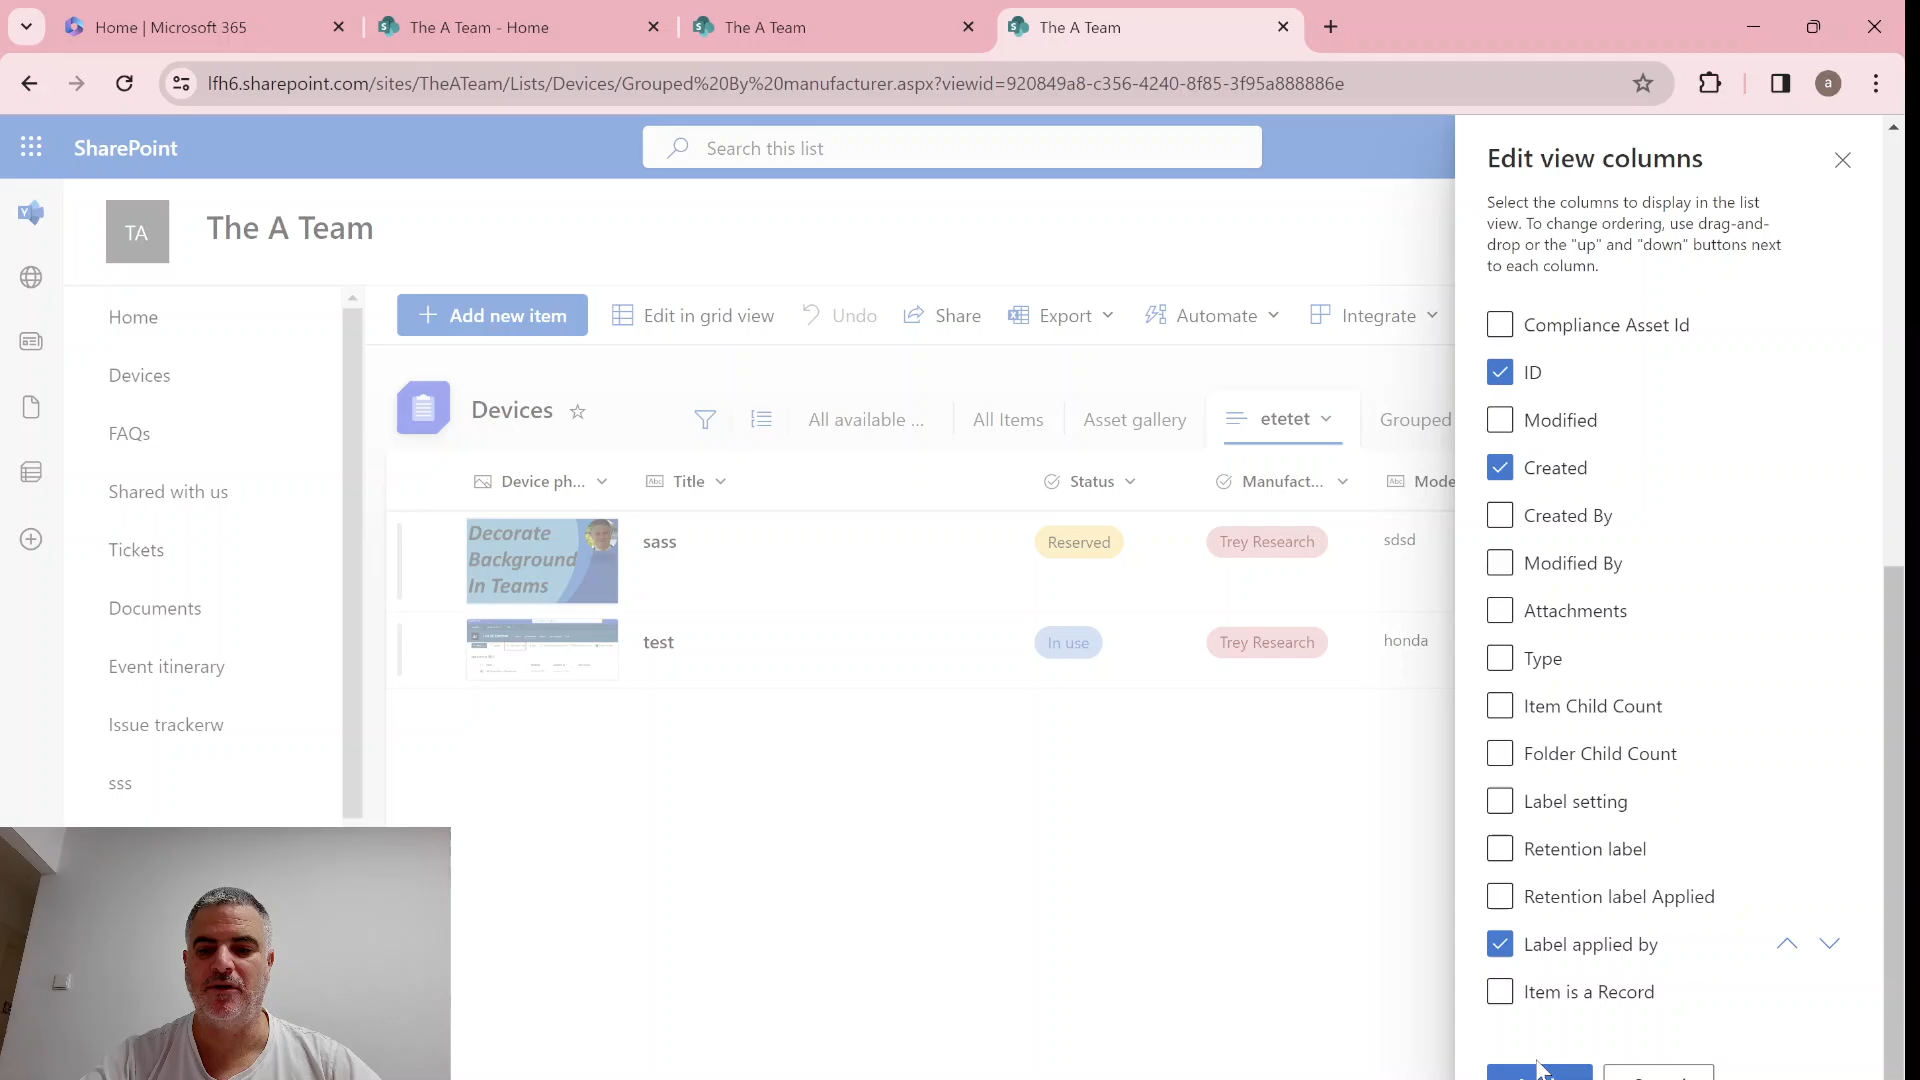 Home | Microsoft 365
The A Team - Home
The A Team
The A Team
lfh6.sharepoint.com/sites/TheATeam/Lists/Devices/Grouped%20By%20manufacturer.aspx?viewid=920849a8-c356-4240-8f85-3f95a888886e
a
SharePoint
Search this list
TA
The A Team
Home
Devices
FAQs
Shared with us
Tickets
Documents
Event itinerary
Issue trackerw
sss
Add new item
Edit in grid view
Undo
Share
Export
Automate
Integrate
Devices
All available ...
All Items
Asset gallery
etetet
Grouped
Device ph...
Title
Status
Manufact...
Mode
Decorate
Background
In Teams
sass
Reserved
Trey Research
sdsd
test
In use
Trey Research
honda
Edit view columns
Select the columns to display in the list
view. To change ordering, use drag-and-
drop or the "up" and "down" buttons next
to each column.
Compliance Asset Id
ID
Modified
Created
Created By
Modified By
Attachments
Type
Item Child Count
Folder Child Count
Label setting
Retention label
Retention label Applied
Label applied by
Item is a Record